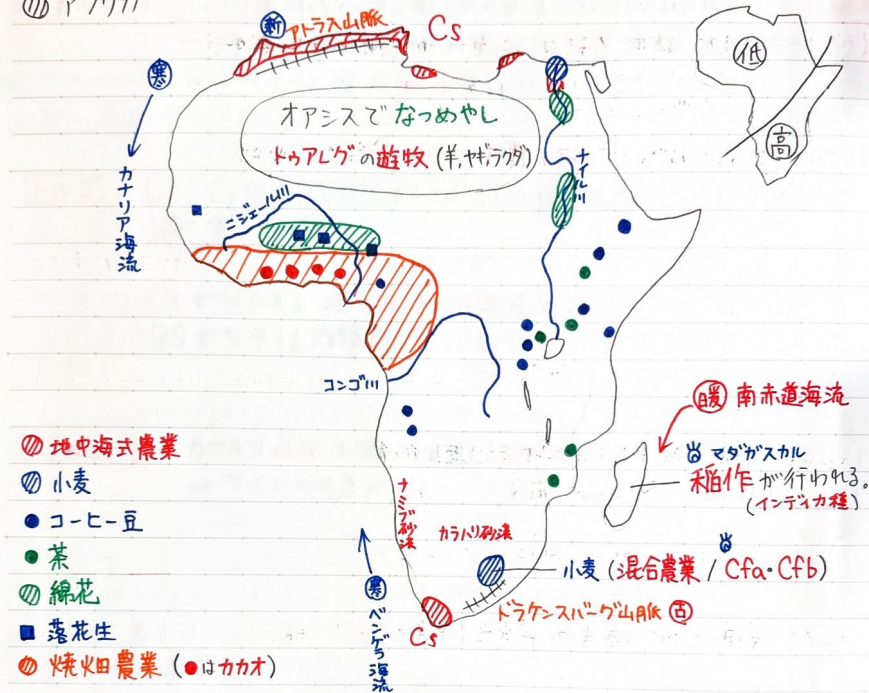 アフリカ
新 アトラス山脈
Cs
寒
カナリア海流
オアシスで なつめやし
トゥアレグの遊牧 (羊,ヤギ,ラクダ)
ナイル川
低
高
ニジェール川
コンゴ川
暖 南赤道海流
マダガスカル
稲作 が行われる。
(インディカ種)
地中海式農業
小麦
コーヒー豆
茶
綿花
落花生
焼畑農業 (●はカカオ)
ナミブ砂漠
カラハリ砂漠
小麦 (混合農業 / Cfa・Cfb)
ドラケンスバーグ山脈 古
Cs
寒
ベンゲラ海流